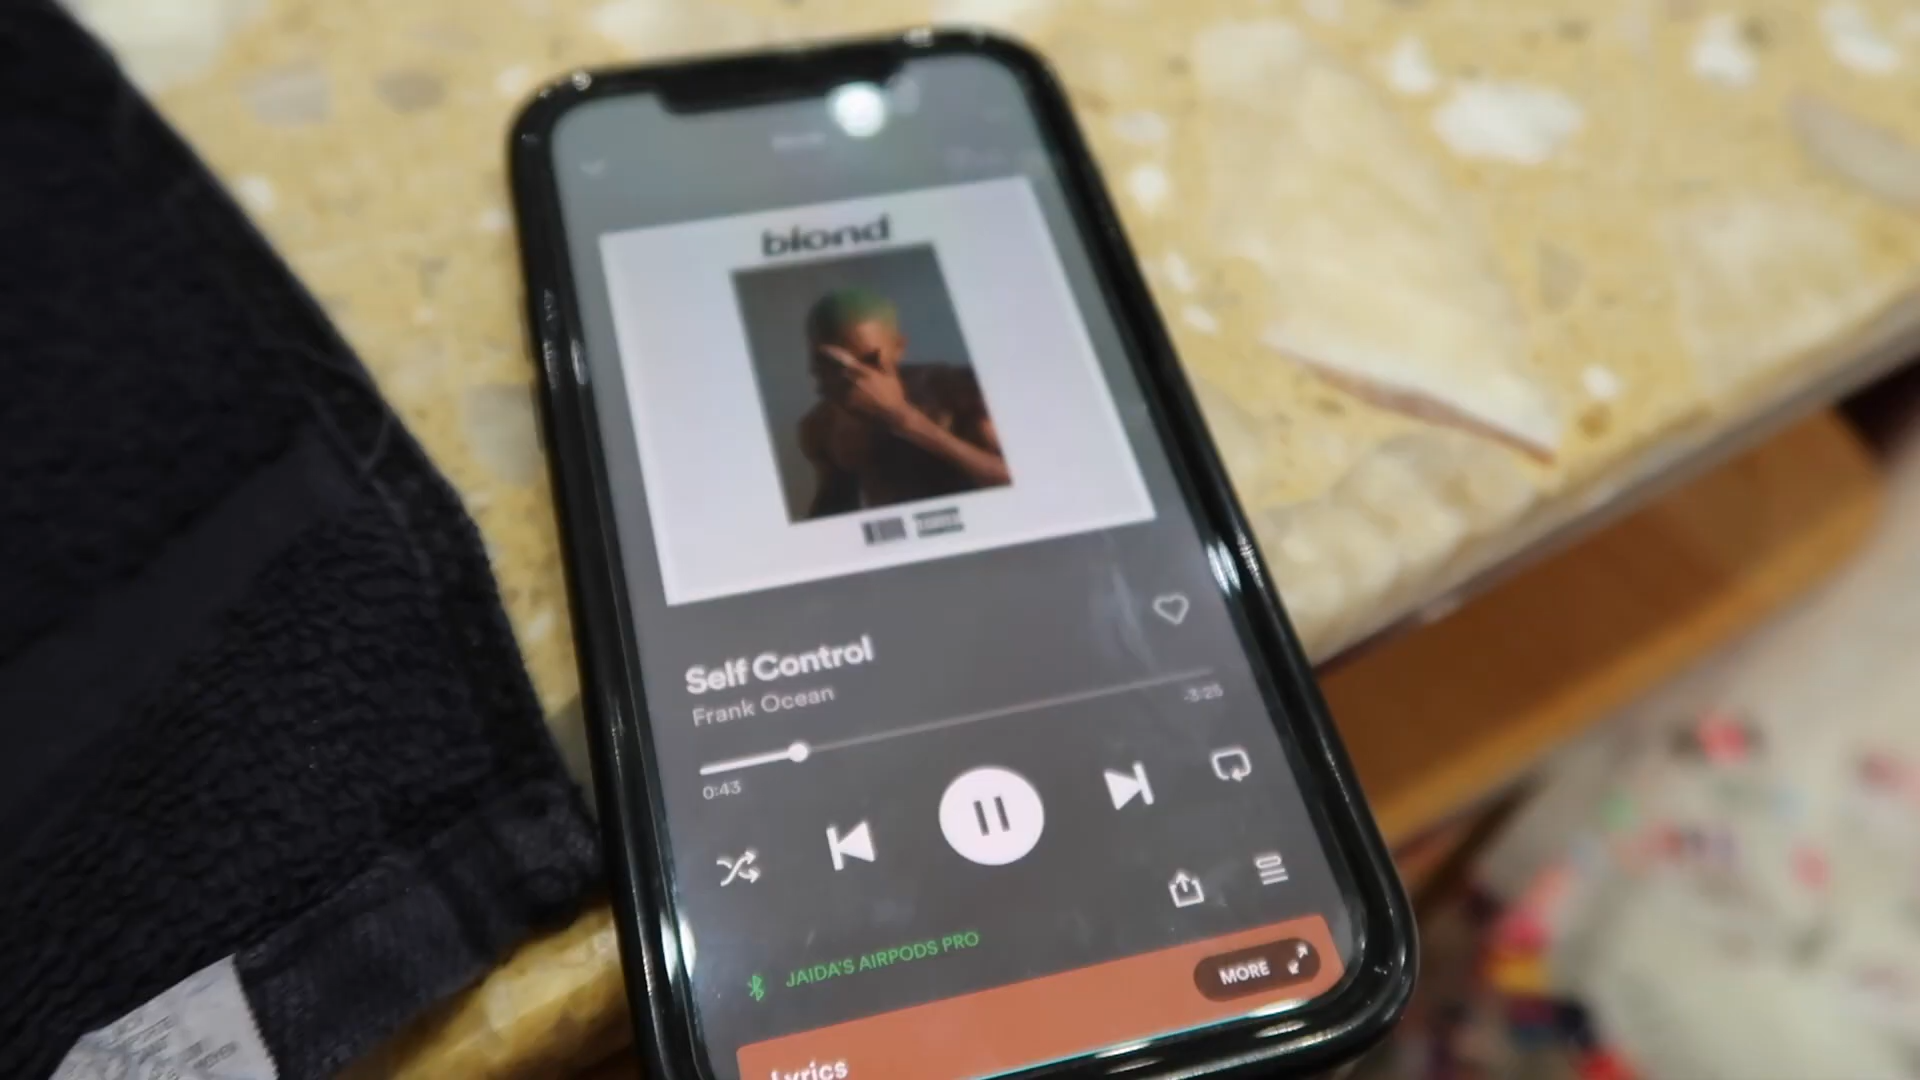 blond
Self Control
Frank Ocean
0:43
-3:25
JAIDA'S AIRPODS PRO
MORE
Lyrics